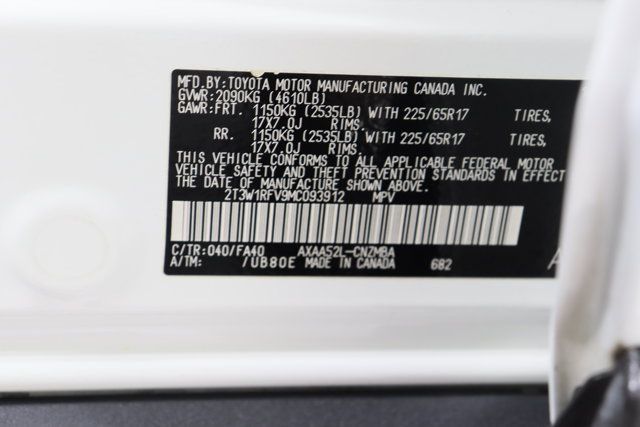 MFD.BY:TOYOTA MOTOR MANUFACTURING CANADA INC.
GVWR:2090KG (4610LB)
GAWR:FRT. 1150KG (2535LB) WITH 225/65R17 TIRES,
17X7.0J RIMS.
RR. 1150KG (2535LB) WITH 225/65R17 TIRES,
17X7.0J RIMS.
THIS VEHICLE CONFORMS TO ALL APPLICABLE FEDERAL MOTOR
VEHICLE SAFETY AND THEFT PREVENTION STANDARDS IN EFFECT
THE DATE OF MANUFACTURE SHOWN ABOVE.
2T3W1RFV9MC093912 MPV
C/TR:040/FA40 AXAA52L-CNZMBA
A/TM: /UB80E MADE IN CANADA 682